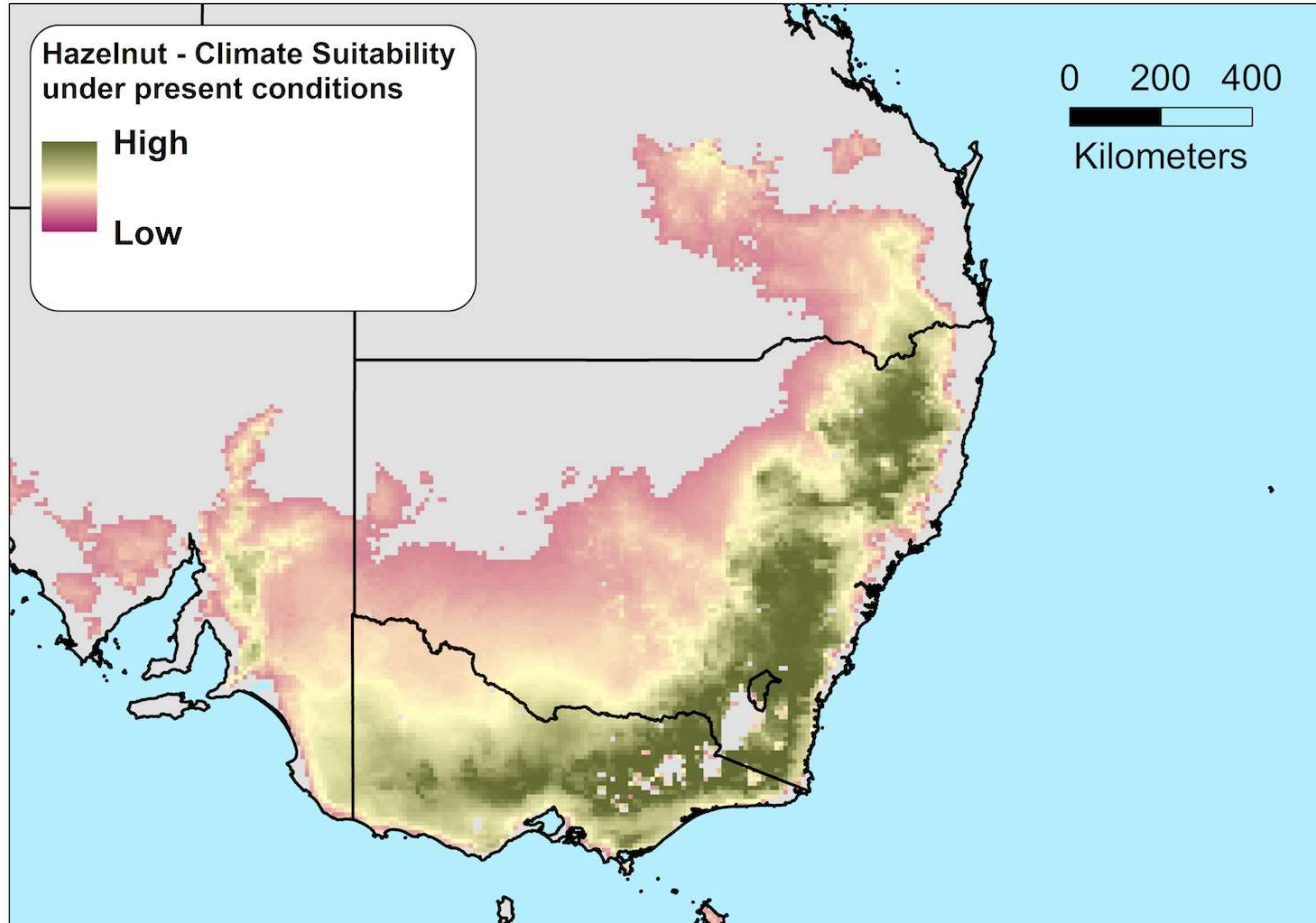 Hazelnut - Climate Suitability
under present conditions
High
Low
0 200 400
Kilometers